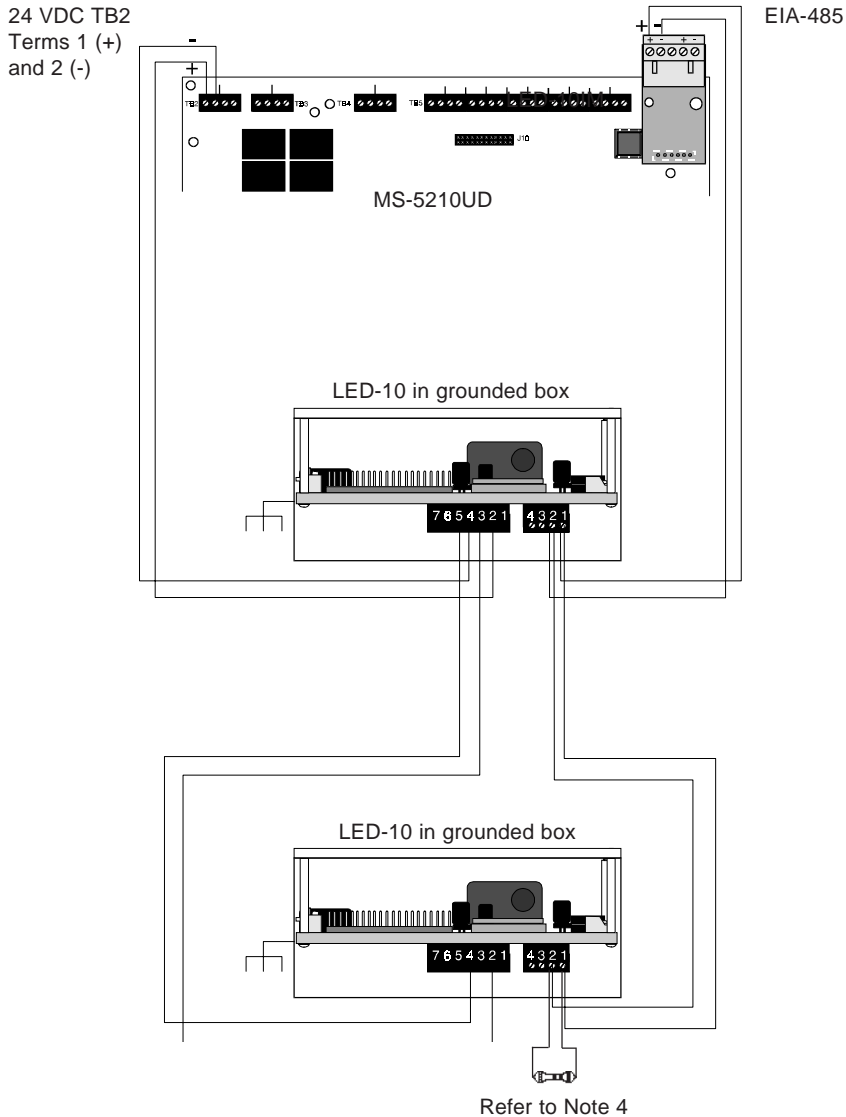 24 VDC TB2
Terms 1 (+)
and 2 (-)
EIA-485
-
+
+ -
+ - + -
TB2
TB3
TB4
TB5
LED-10IM
J10
MS-5210UD
LED-10 in grounded box
7 6 5 4 3 2 1
4 3 2 1
LED-10 in grounded box
7 6 5 4 3 2 1
4 3 2 1
Refer to Note 4